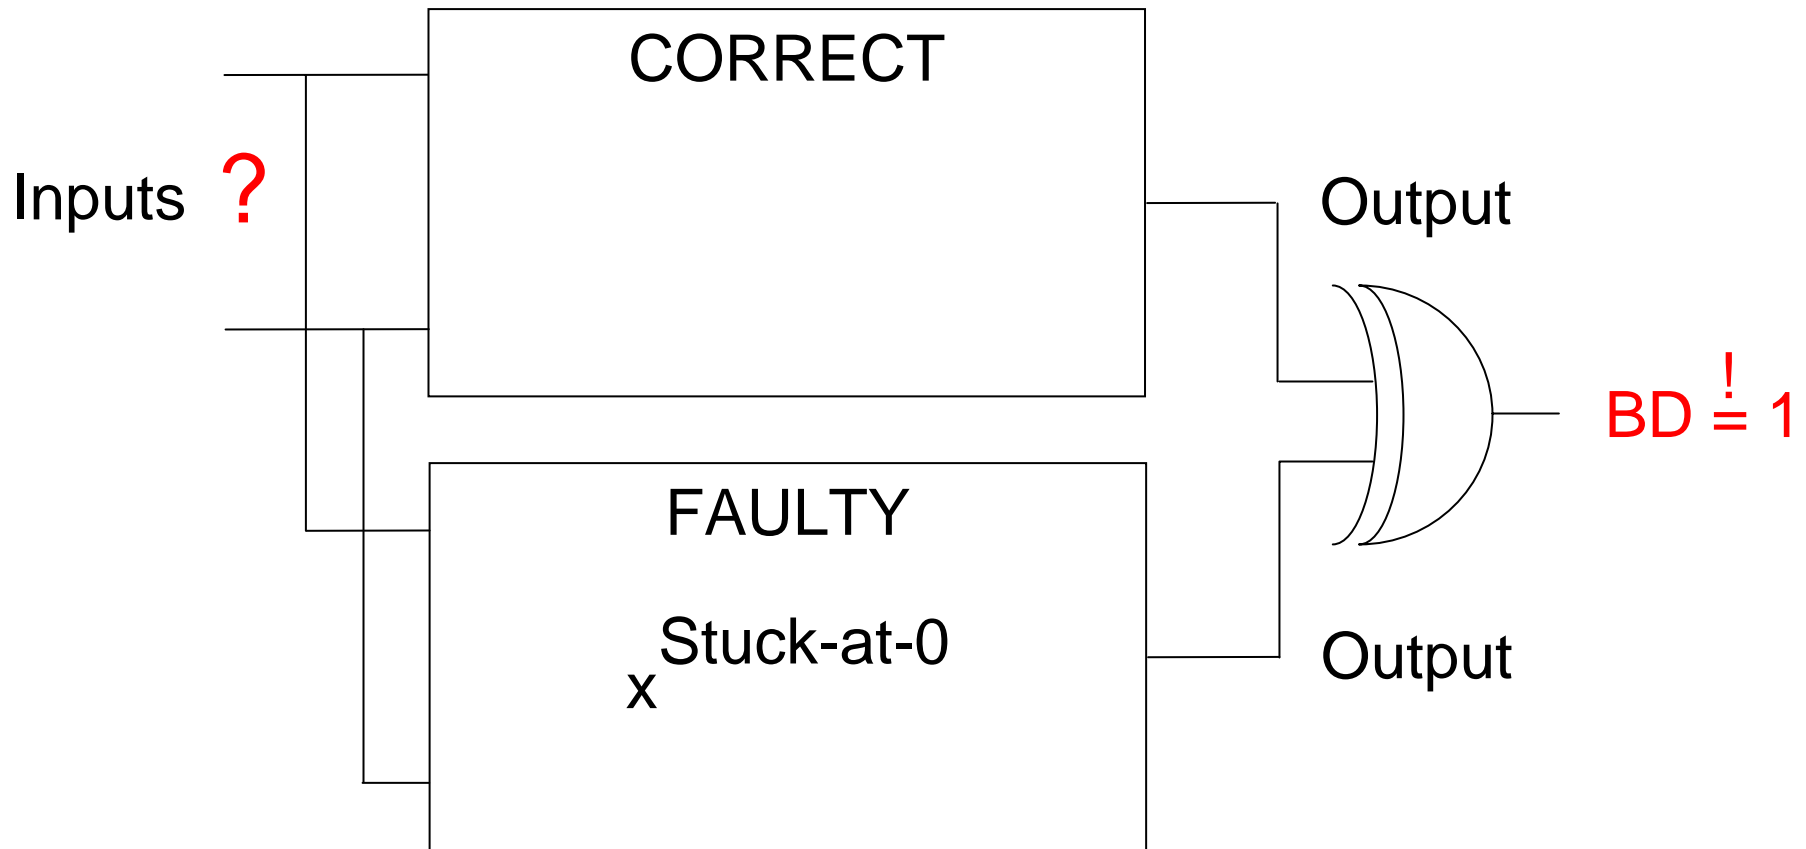 CORRECT
Inputs ?
Output
BD != 1
FAULTY
Stuck-at-0
x
Output